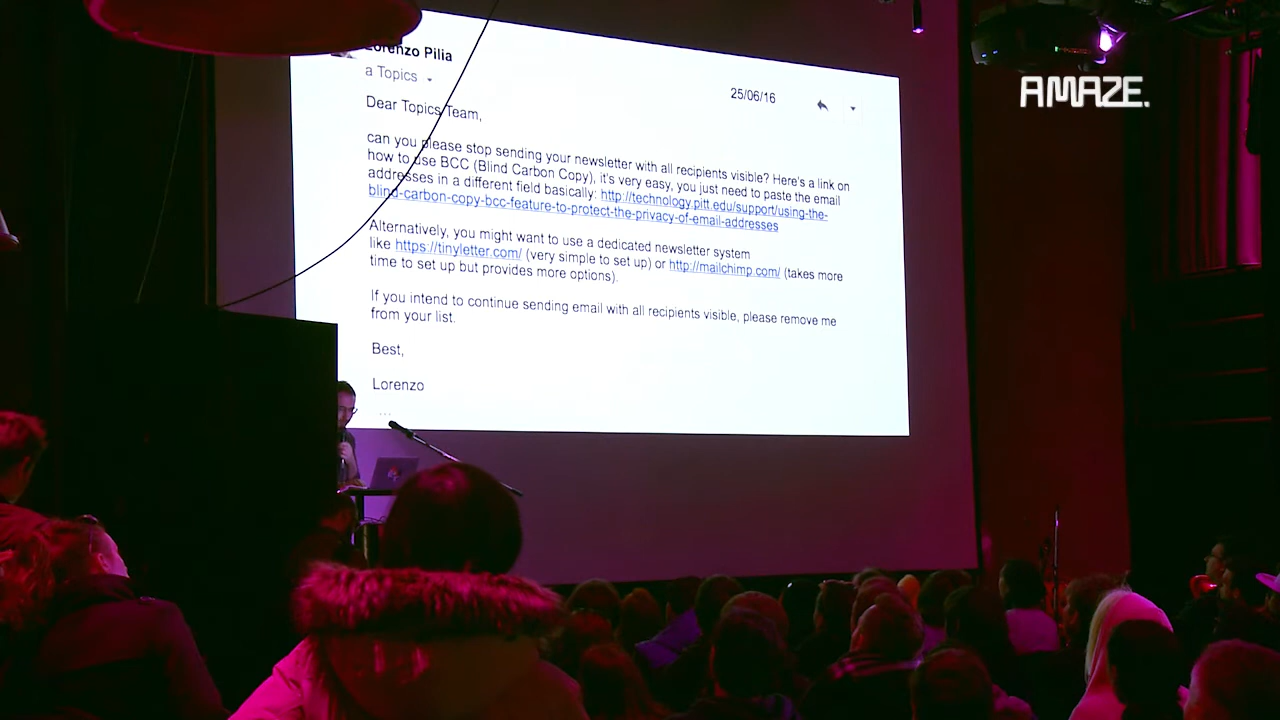 Lorenzo Pilia
a Topics
25/06/16
Dear Topics Team,
can you please stop sending your newsletter with all recipients visible? Here's a link on
how to use BCC (Blind Carbon Copy), it's very easy, you just need to paste the email
addresses in a different field basically: http://technology.pitt.edu/support/using-the-
blind-carbon-copy-bcc-feature-to-protect-the-privacy-of-email-addresses
Alternatively, you might want to use a dedicated newsletter system
like https://tinyletter.com/ (very simple to set up) or http://mailchimp.com/ (takes more
time to set up but provides more options).
If you intend to continue sending email with all recipients visible, please remove me
from your list.
Best,
Lorenzo
...
AMAZE.